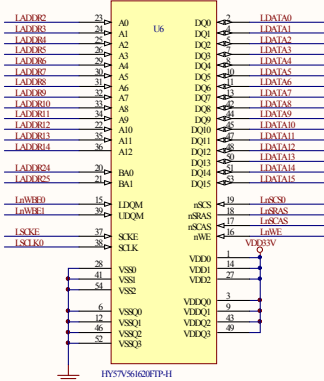 LADDR2 23 A0 U6 DQ0 2 LDATA0
LADDR3 24 A1 DQ1 4 LDATA1
LADDR4 25 A2 DQ2 5 LDATA2
LADDR5 26 A3 DQ3 7 LDATA3
LADDR6 29 A4 DQ4 8 LDATA4
LADDR7 30 A5 DQ5 10 LDATA5
LADDR8 31 A6 DQ6 11 LDATA6
LADDR9 32 A7 DQ7 13 LDATA7
LADDR10 33 A8 DQ8 42 LDATA8
LADDR11 34 A9 DQ9 44 LDATA9
LADDR12 22 A10 DQ10 45 LDATA10
LADDR13 35 A11 DQ11 47 LDATA11
LADDR14 36 A12 DQ12 48 LDATA12
DQ13 50 LDATA13
LADDR24 20 BA0 DQ14 51 LDATA14
LADDR25 21 BA1 DQ15 53 LDATA15
LnWBE0 15 LDQM nSCS 19 LnSCS0
LnWBE1 39 UDQM nSRAS 18 LnSRAS
nSCAS 17 LnSCAS
LSCKE 37 SCKE nWE 16 LnWE
LSCLK0 38 SCLK VDD33V
VDD0 1
28 VSS0 VDD1 14
41 VSS1 VDD2 27
54 VSS2
VDDQ0 3
6 VSSQ0 VDDQ1 9
12 VSSQ1 VDDQ2 43
46 VSSQ2 VDDQ3 49
52 VSSQ3
HY57V561620FTP-H